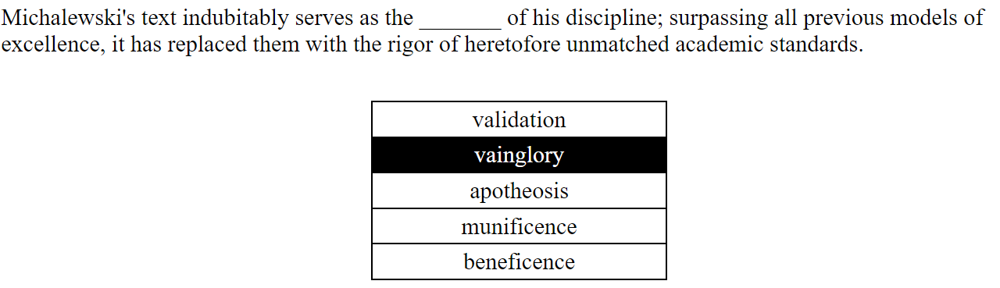 Michalewski's text indubitably serves as the _______ of his discipline; surpassing all previous models of
excellence, it has replaced them with the rigor of heretofore unmatched academic standards.
validation
vainglory
apotheosis
munificence
beneficence